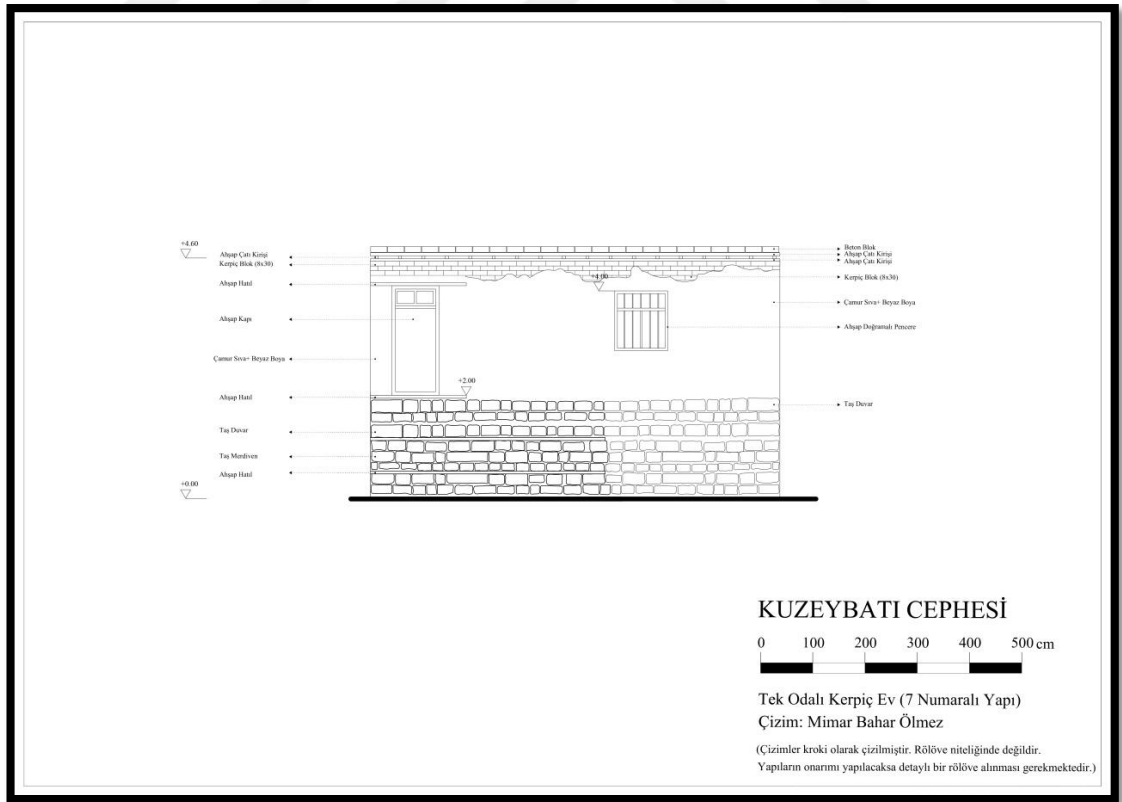 +4.60
Ahşap Çatı Kirişi
Kerpiç Blok (8x30)
Ahşap Hatıl
Ahşap Kapı
Çamur Sıva+ Beyaz Boya
Ahşap Hatıl
Taş Duvar
Taş Merdiven
Ahşap Hatıl
+0.00
+4.00
+2.00
Beton Blok
Ahşap Çatı Kirişi
Ahşap Çatı Kirişi
Kerpiç Blok (8x30)
Çamur Sıva+ Beyaz Boya
Ahşap Doğramalı Pencere
Taş Duvar
KUZEYBATI CEPHESİ
0 100 200 300 400 500 cm
Tek Odalı Kerpiç Ev (7 Numaralı Yapı)
Çizim: Mimar Bahar Ölmez
(Çizimler kroki olarak çizilmiştir. Rölöve niteliğinde değildir.
Yapıların onarımı yapılacaksa detaylı bir rölöve alınması gerekmektedir.)